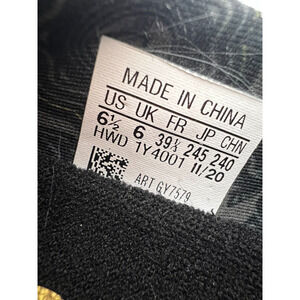 MADE IN CHINA
US UK FR JP CHN
6½ 6 39⅓ 245 240
HWD 1Y4001 11/20
ART GY7579